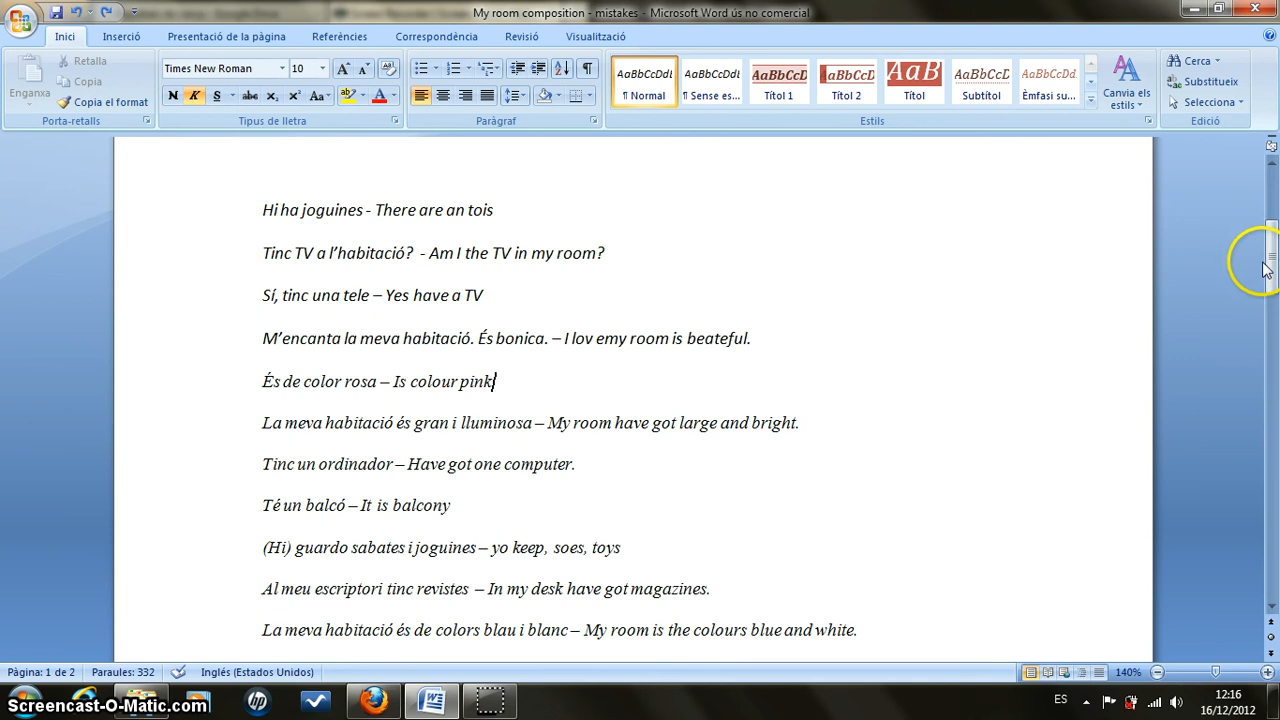 My room composition - mistakes - Microsoft Word ús no comercial
Inici Inserció Presentació de la pàgina Referències Correspondència Revisió Visualització
Enganxa
Retalla
Copia
Copia el format
Porta-retalls
Times New Roman 10
N K S abc x₂ x² Aa
Tipus de lletra
Paràgraf
AaBbCcDdI AaBbCcDdI AaBbCcD AaBbCcD AaB AaBbCcD AaBbCcDd.
¶ Normal ¶ Sense es... Títol 1 Títol 2 Títol Subtítol Èmfasi su...
Canvia els estils
Estils
Cerca
Substitueix
Selecciona
Edició
Hi ha joguines - There are an tois
Tinc TV a l’habitació? - Am I the TV in my room?
Sí, tinc una tele – Yes have a TV
M’encanta la meva habitació. És bonica. – I lov emy room is beateful.
És de color rosa – Is colour pink
La meva habitació és gran i lluminosa – My room have got large and bright.
Tinc un ordinador – Have got one computer.
Té un balcó – It is balcony
(Hi) guardo sabates i joguines – yo keep, soes, toys
Al meu escriptori tinc revistes – In my desk have got magazines.
La meva habitació és de colors blau i blanc – My room is the colours blue and white.
Pàgina: 1 de 2 Paraules: 332 Inglés (Estados Unidos) 140%
hp
ES 12:16
16/12/2012
Screencast-O-Matic.com